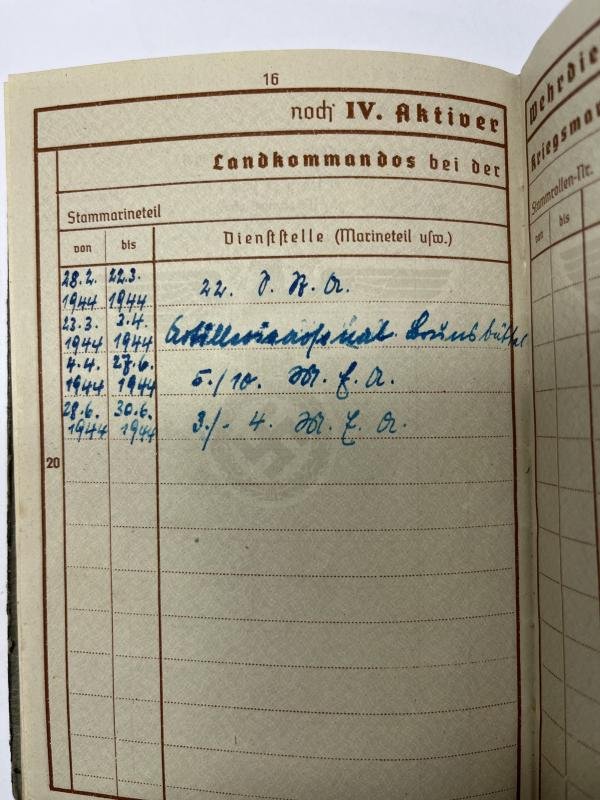 16
noch IV. Aktiver
Landkommandos bei der
Stammarineteil
von bis Dienststelle (Marineteil usw.)
28.2. 22.3. 22. S. St. A.
1944 1944
23.3. 3.4. Artilleriearsenal Brunsbüttel
1944 1944
4.4. 27.6. 5./10. M. E. A.
1944 1944
28.6. 30.6. 3./- 4. M. E. A.
1944 1944
20
Wehrdie
Kriegsmar
Stammrollen-Nr.
von bis